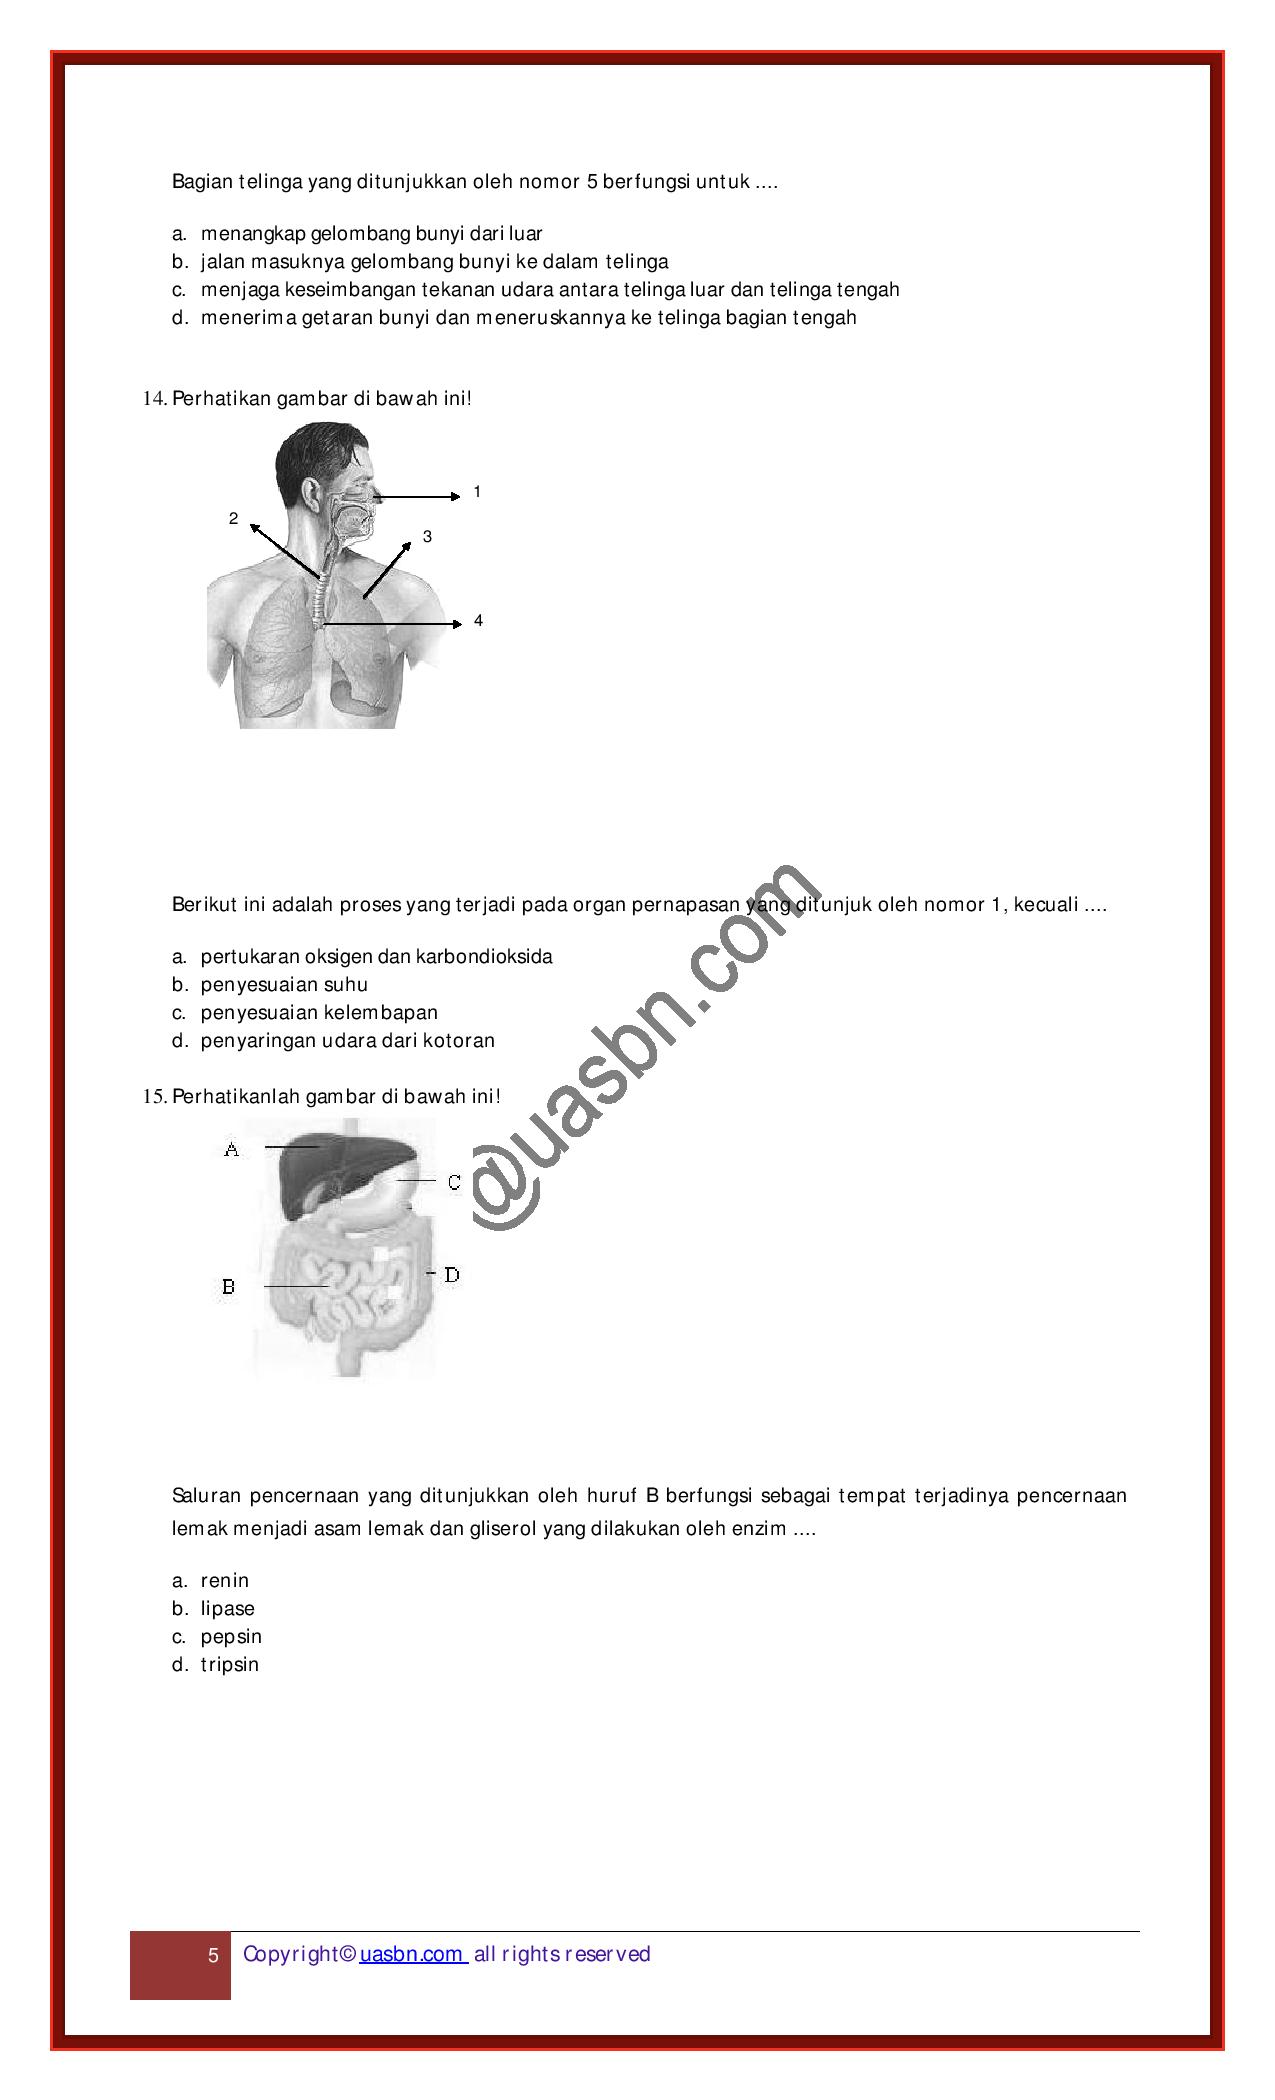 Bagian telinga yang ditunjukkan oleh nomor 5 berfungsi untuk ....
a. menangkap gelombang bunyi dari luar
b. jalan masuknya gelombang bunyi ke dalam telinga
c. menjaga keseimbangan tekanan udara antara telinga luar dan telinga tengah
d. menerima getaran bunyi dan meneruskannya ke telinga bagian tengah
14. Perhatikan gambar di bawah ini!
1
2
3
4
Berikut ini adalah proses yang terjadi pada organ pernapasan yang ditunjuk oleh nomor 1, kecuali ....
a. pertukaran oksigen dan karbondioksida
b. penyesuaian suhu
c. penyesuaian kelembapan
d. penyaringan udara dari kotoran
@uasbn.com
15. Perhatikanlah gambar di bawah ini!
A
C
B
D
Saluran pencernaan yang ditunjukkan oleh huruf B berfungsi sebagai tempat terjadinya pencernaan
lemak menjadi asam lemak dan gliserol yang dilakukan oleh enzim ....
a. renin
b. lipase
c. pepsin
d. tripsin
5 Copyright© uasbn.com all rights reserved